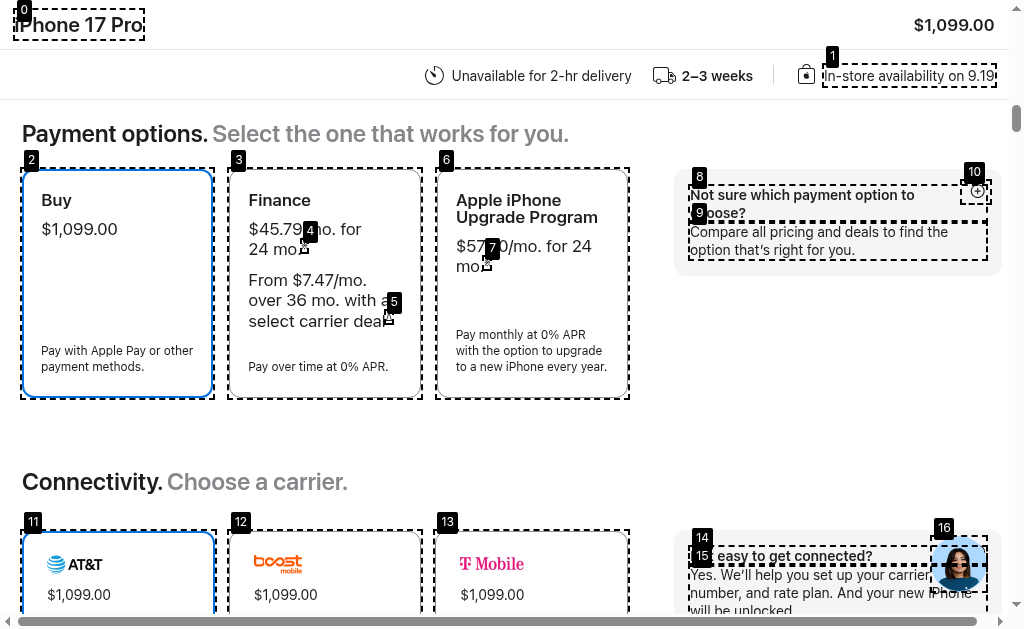 0
iPhone 17 Pro
$1,099.00
1
Unavailable for 2-hr delivery
2–3 weeks
In-store availability on 9.19
Payment options. Select the one that works for you.
2
Buy
$1,099.00
Pay with Apple Pay or other
payment methods.
3
Finance
$45.79 4 mo. for
24 mo.
From $7.47/mo.
over 36 mo. with a
5
select carrier deal
Pay over time at 0% APR.
6
Apple iPhone
Upgrade Program
7
0/mo. for 24
mo.
Pay monthly at 0% APR
with the option to upgrade
to a new iPhone every year.
8
10
Not sure which payment option to
9
choose?
Compare all pricing and deals to find the
option that's right for you.
Connectivity. Choose a carrier.
11
AT&T
$1,099.00
12
boost
mobile
$1,099.00
13
T Mobile
$1,099.00
14
16
15
easy to get connected?
Yes. We'll help you set up your carrier,
number, and rate plan. And your new iPhone
will be unlocked.